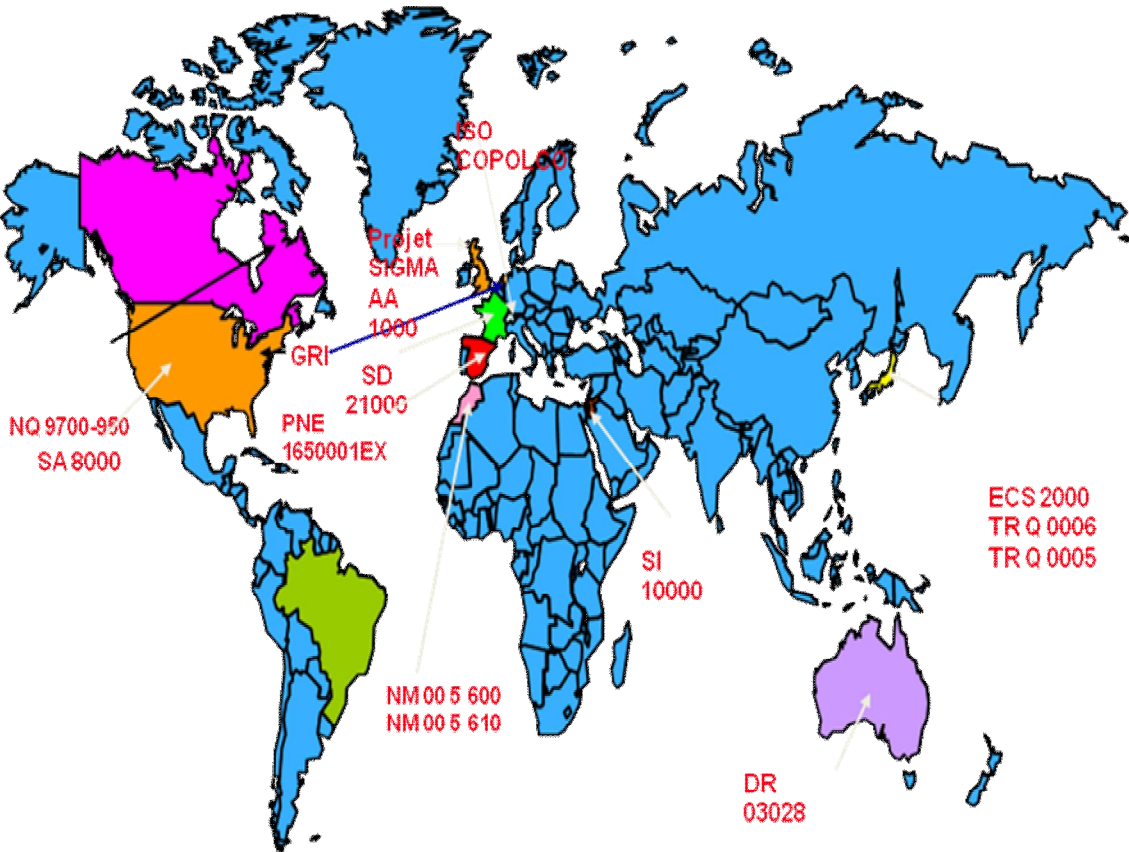 ISO
COPOLCO
Projet
SIGMA
AA
1000
GRI
SD
21000
NQ 9700-950
SA 8000
PNE
1650001EX
ECS 2000
TR Q 0006
TR Q 0005
SI
10000
NM 00 5 600
NM 00 5 610
DR
03028